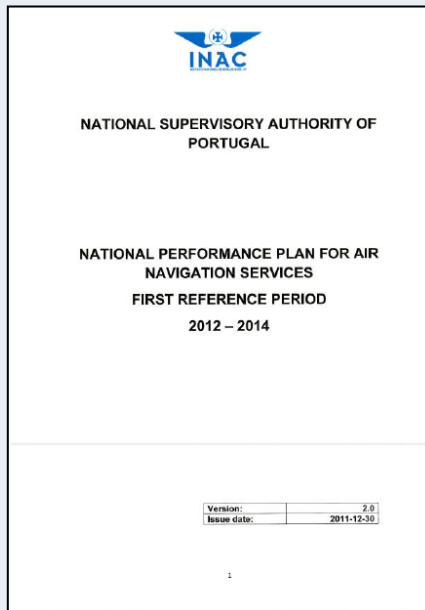 INAC
NATIONAL SUPERVISORY AUTHORITY OF
PORTUGAL
NATIONAL PERFORMANCE PLAN FOR AIR
NAVIGATION SERVICES
FIRST REFERENCE PERIOD
2012 – 2014
Version: 2.0
Issue date: 2011-12-30
1